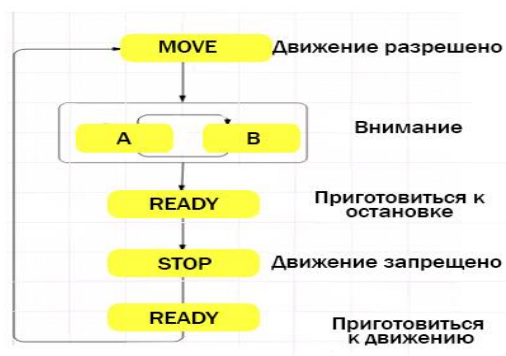 MOVE Движение разрешено
A B Внимание
READY Приготовиться к
остановке
STOP Движение запрещено
READY Приготовиться
к движению